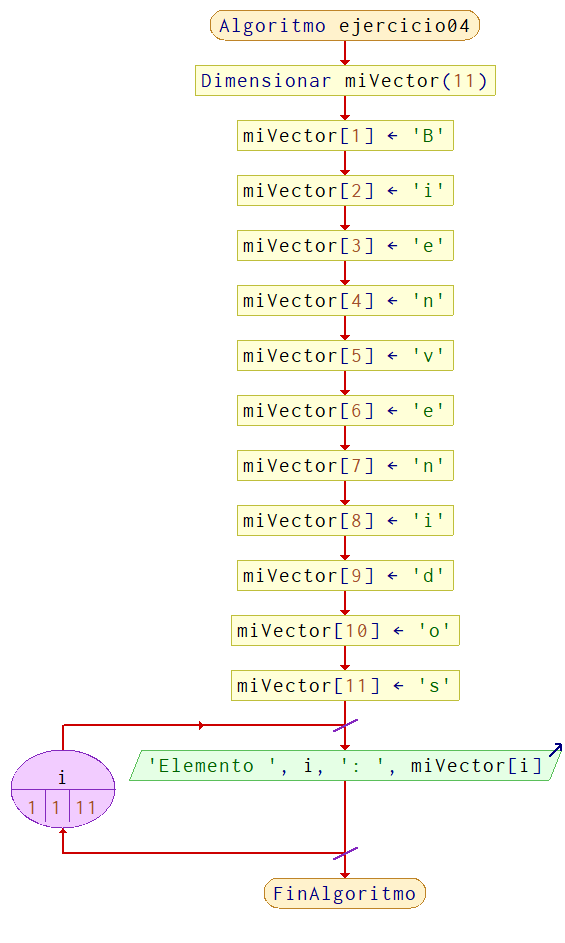 Algoritmo ejercicio04
Dimensionar miVector(11)
miVector[1] ← 'B'
miVector[2] ← 'i'
miVector[3] ← 'e'
miVector[4] ← 'n'
miVector[5] ← 'v'
miVector[6] ← 'e'
miVector[7] ← 'n'
miVector[8] ← 'i'
miVector[9] ← 'd'
miVector[10] ← 'o'
miVector[11] ← 's'
'Elemento ', i, ': ', miVector[i]
i
1 1 11
FinAlgoritmo